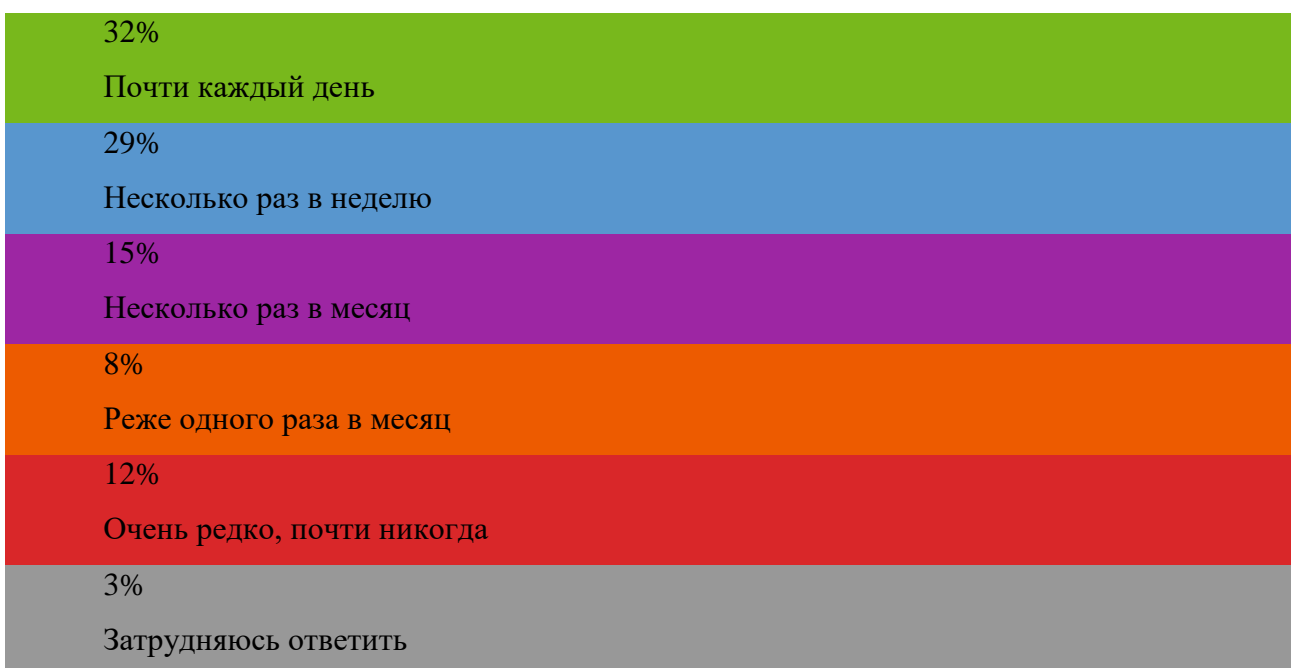 32%
Почти каждый день
29%
Несколько раз в неделю
15%
Несколько раз в месяц
8%
Реже одного раза в месяц
12%
Очень редко, почти никогда
3%
Затрудняюсь ответить